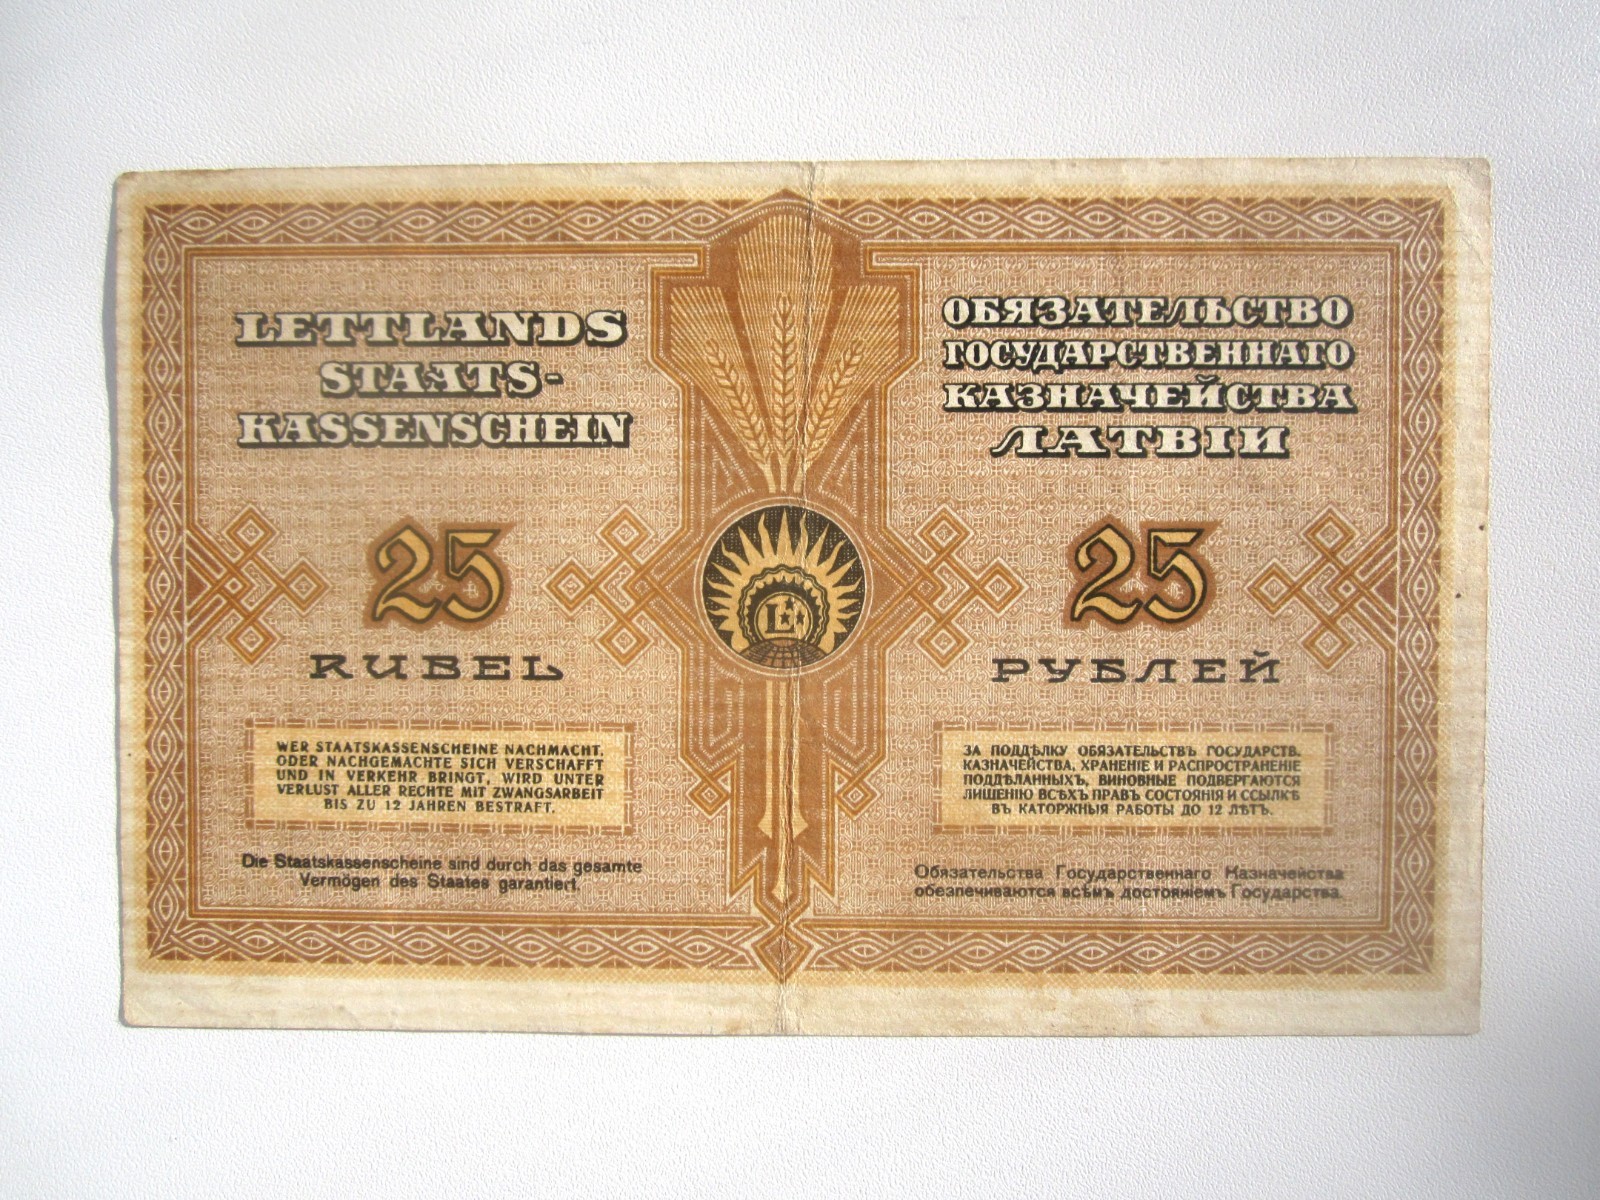 LETTLANDS
STAATS-
KASSENSCHEIN
25
RUBEL
WER STAATSKASSENSCHEINE NACHMACHT,
ODER NACHGEMACHTE SICH VERSCHAFFT
UND IN VERKEHR BRINGT, WIRD UNTER
VERLUST ALLER RECHTE MIT ZWANGSARBEIT
BIS ZU 12 JAHREN BESTRAFT.
Die Staatskassenscheine sind durch das gesamte
Vermögen des Staates garantiert.
L
ОБЯЗАТЕЛЬСТВО
ГОСУДАРСТВЕННАГО
КАЗНАЧЕЙСТВА
ЛАТВІИ
25
РУБЛЕЙ
ЗА ПОДДѢЛКУ ОБЯЗАТЕЛЬСТВЪ ГОСУДАРСТВ.
КАЗНАЧЕЙСТВА, ХРАНЕНІЕ И РАСПРОСТРАНЕНІЕ
ПОДДѢЛАННЫХЪ, ВИНОВНЫЕ ПОДВЕРГАЮТСЯ
ЛИШЕНІЮ ВСѢХЪ ПРАВЪ СОСТОЯНІЯ И ССЫЛКѢ
ВЪ КАТОРЖНЫЯ РАБОТЫ ДО 12 ЛѢТЪ.
Обязательства Государственнаго Казначейства
обезпечиваются всѣмъ достояніемъ Государства.